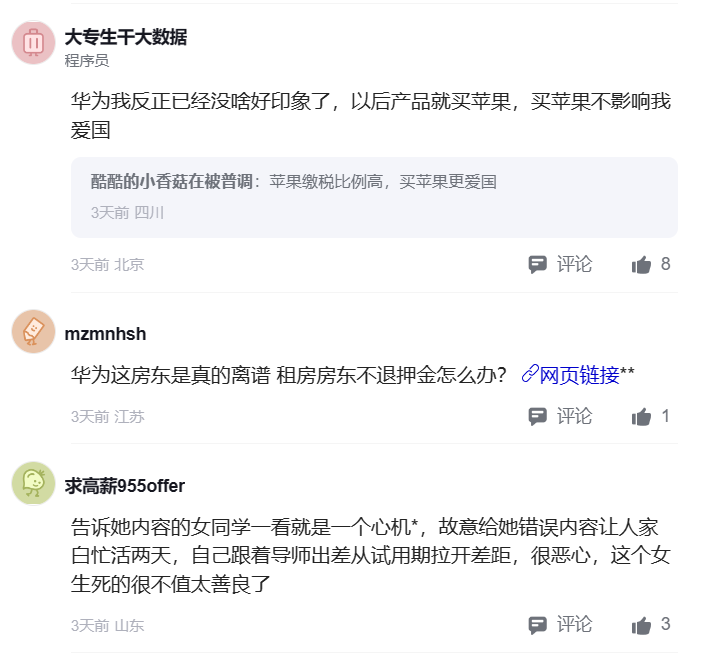 大专生干大数据
程序员
华为我反正已经没啥好印象了，以后产品就买苹果，买苹果不影响我
爱国
酷酷的小香菇在被普调：苹果缴税比例高，买苹果更爱国
3天前 四川
3天前 北京 评论 8
mzmnhsh
华为这房东是真的离谱 租房房东不退押金怎么办？ 网页链接**
3天前 江苏 评论 1
求高薪955offer
告诉她内容的女同学一看就是一个心机*，故意给她错误内容让人家
白忙活两天，自己跟着导师出差从试用期拉开差距，很恶心，这个女
生死的很不值太善良了
3天前 山东 评论 3